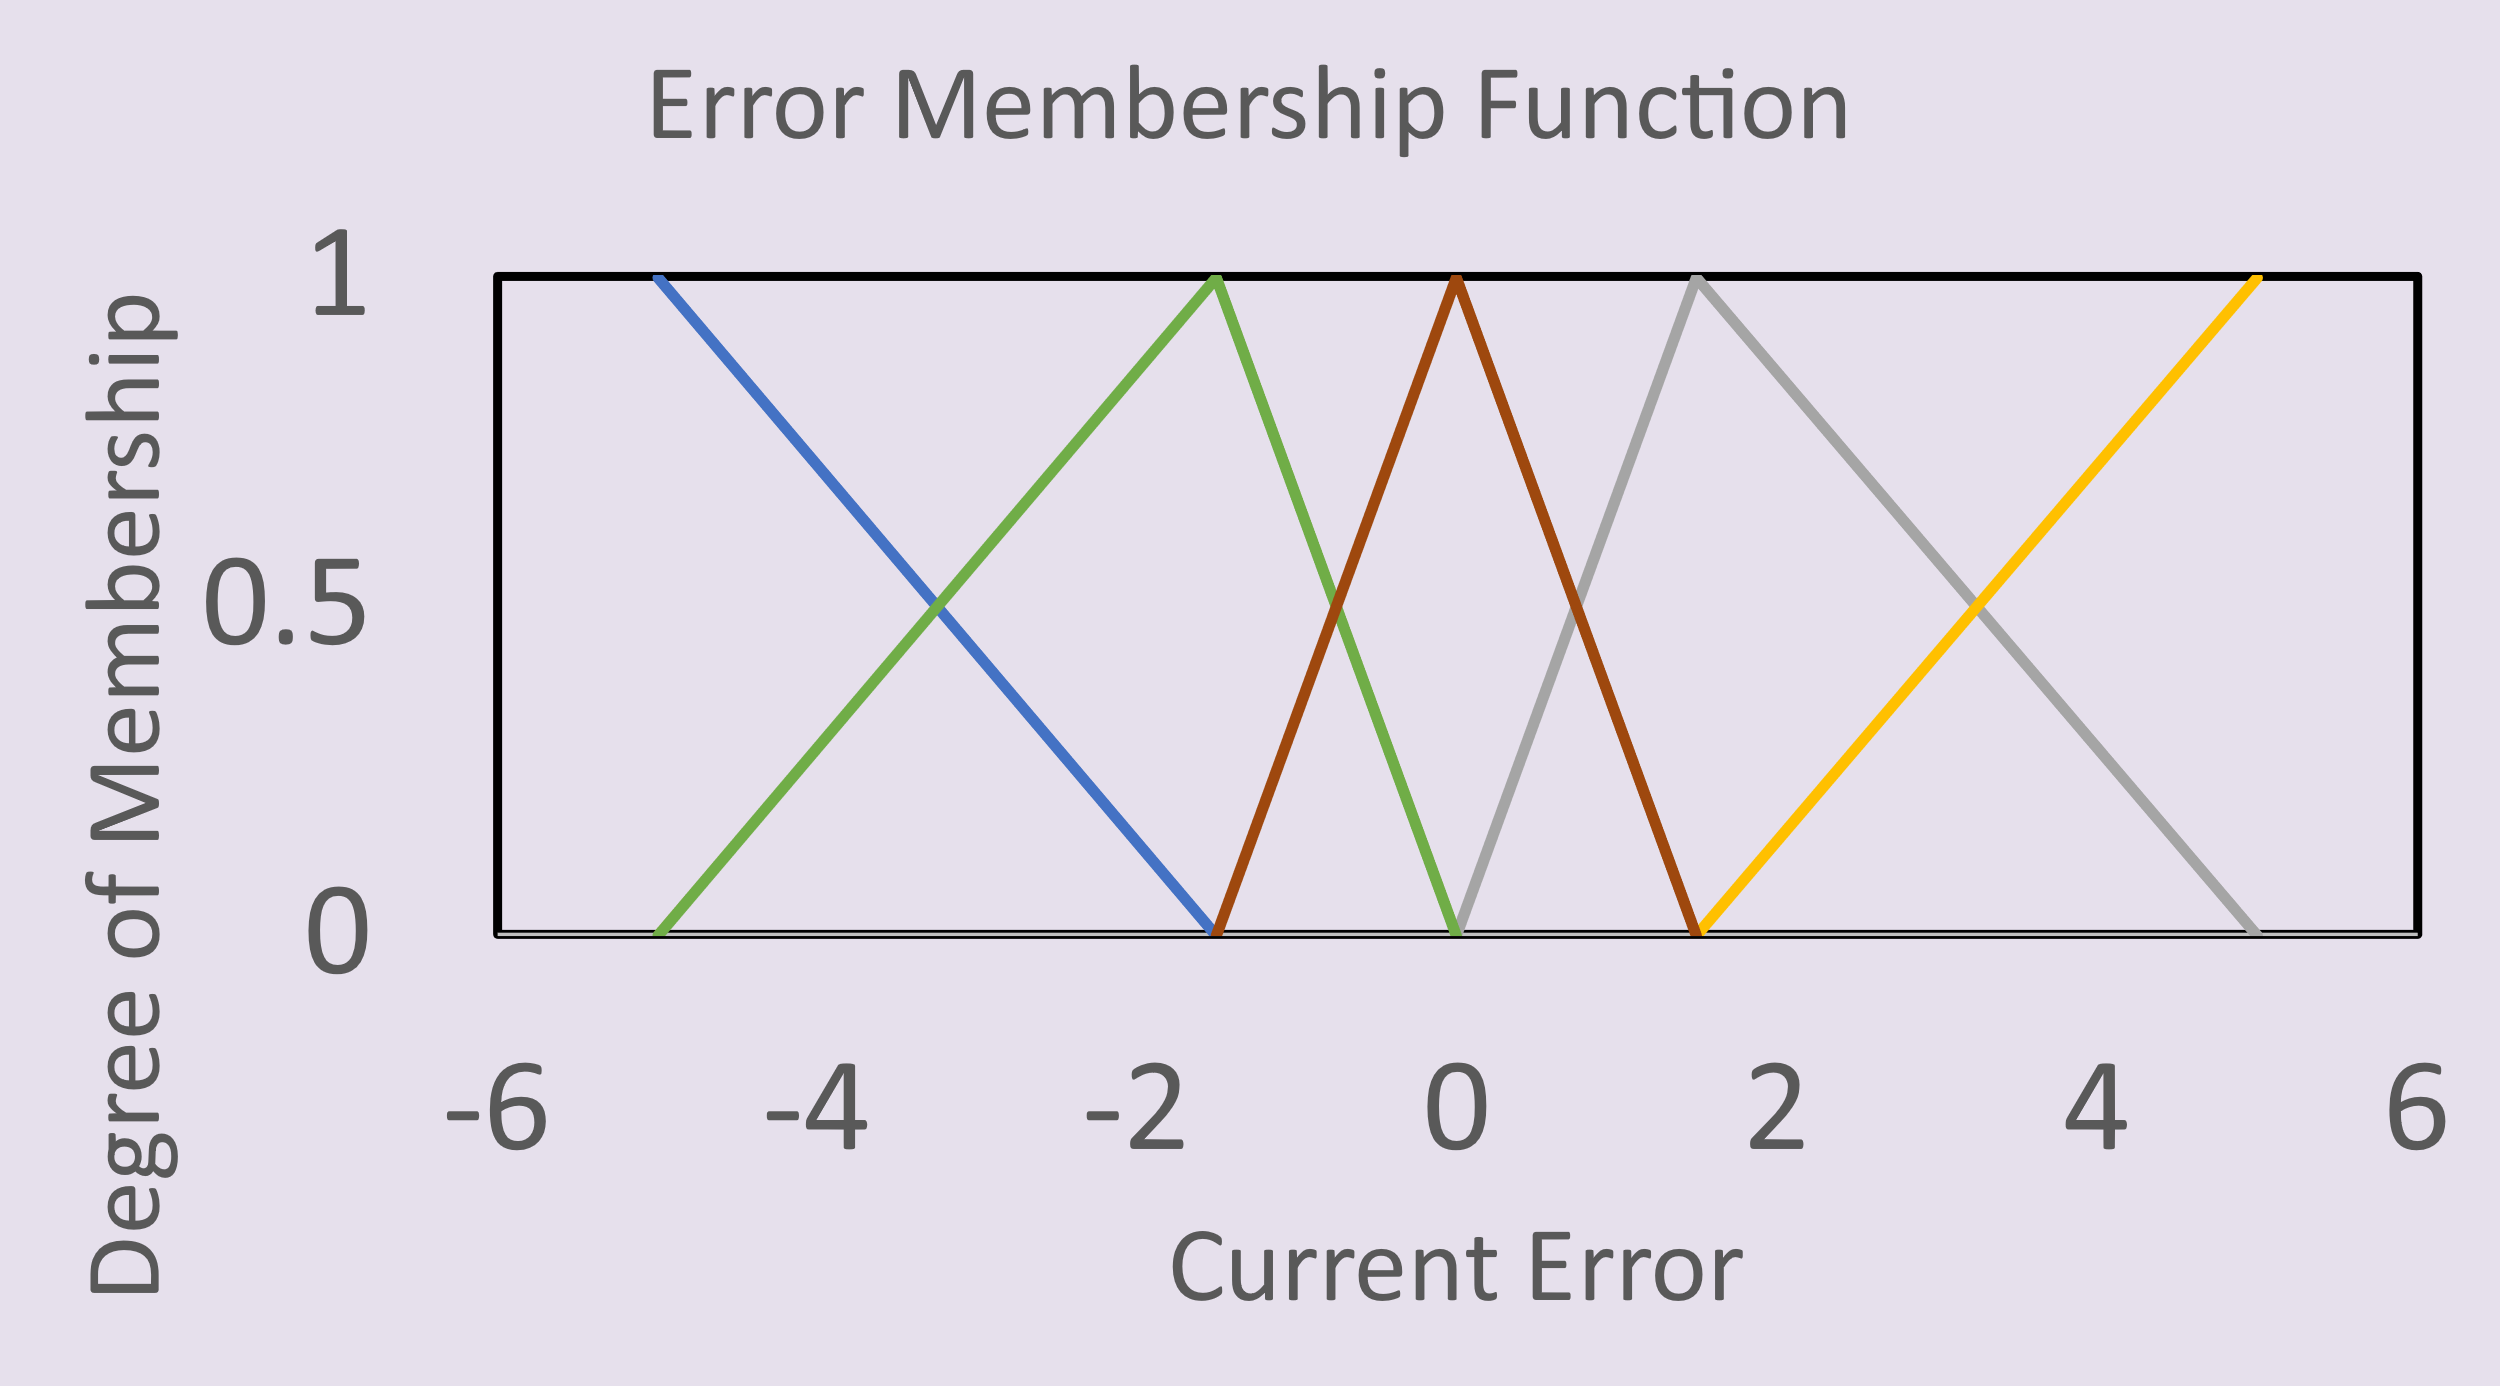 Error Membership Function
Degree of Membership
1
0.5
0
-6 -4 -2 0 2 4 6
Current Error